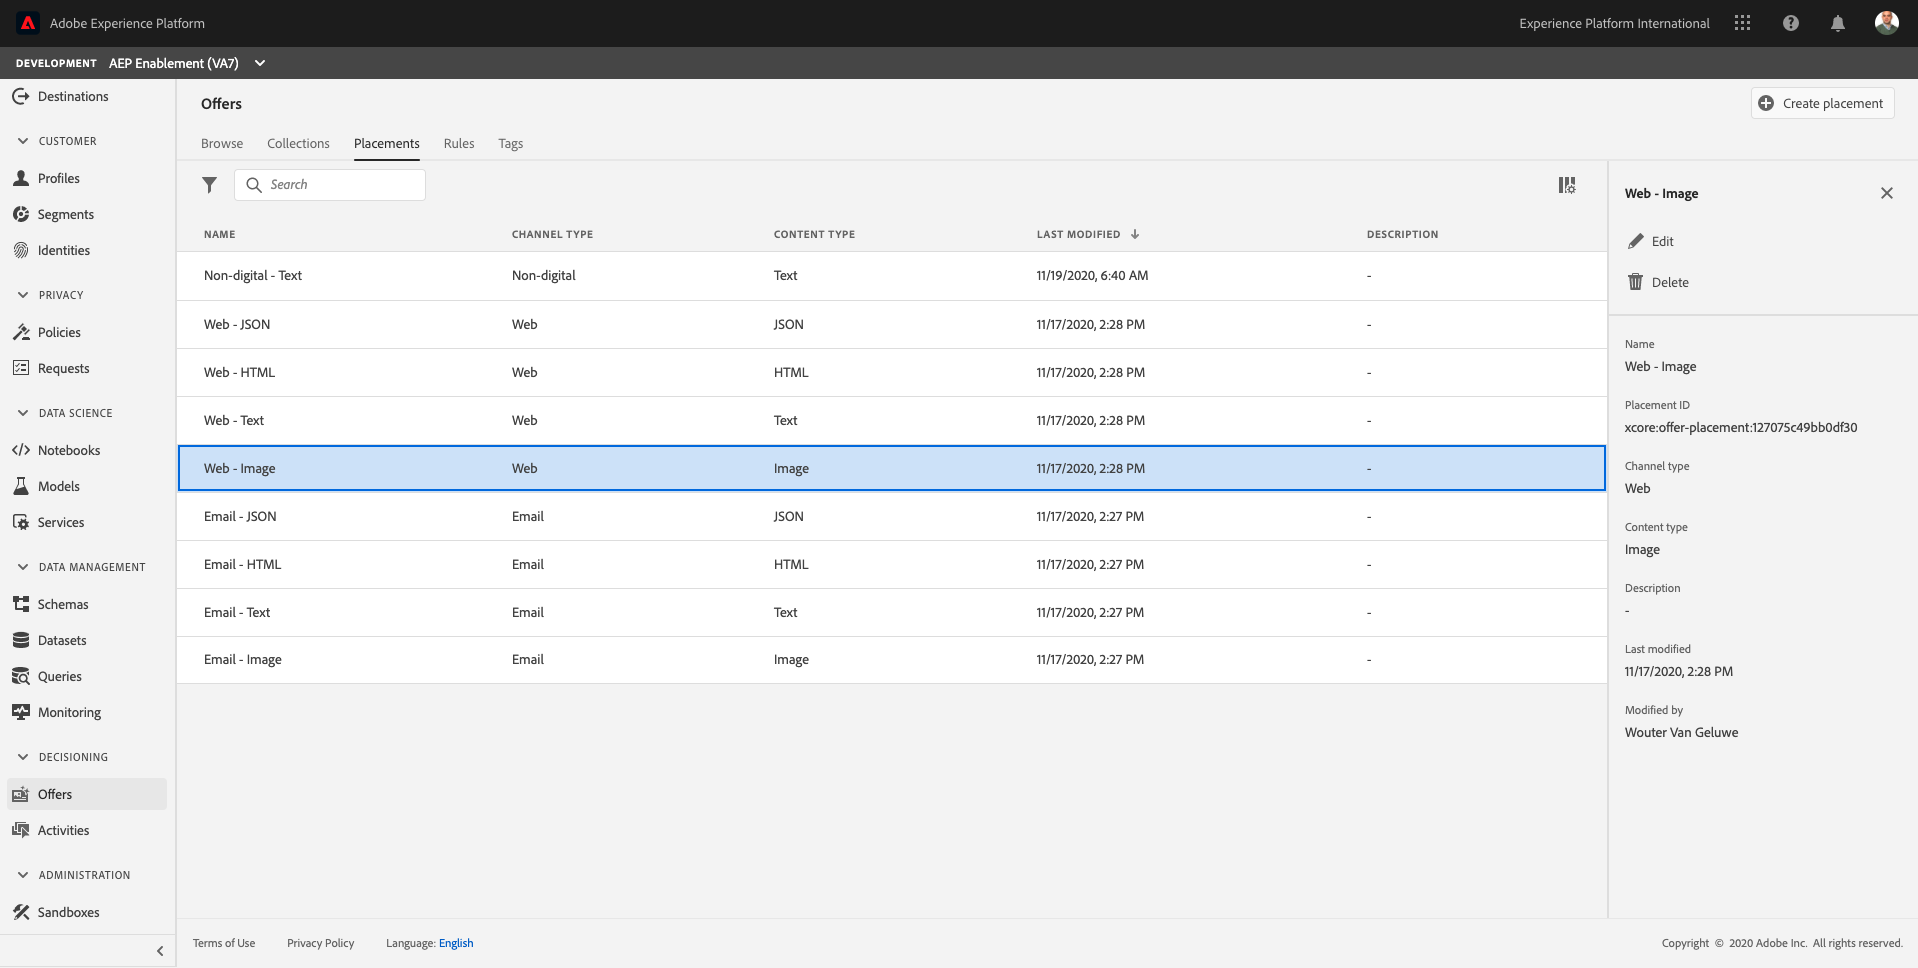 Adobe Experience Platform
Experience Platform International
DEVELOPMENT AEP Enablement (VA7)
Destinations
CUSTOMER
Profiles
Segments
Identities
PRIVACY
Policies
Requests
DATA SCIENCE
Notebooks
Models
Services
DATA MANAGEMENT
Schemas
Datasets
Queries
Monitoring
DECISIONING
Offers
Activities
ADMINISTRATION
Sandboxes
Offers
Create placement
Browse Collections Placements Rules Tags
Search
NAME CHANNEL TYPE CONTENT TYPE LAST MODIFIED DESCRIPTION
Non-digital - Text Non-digital Text 11/19/2020, 6:40 AM -
Web - JSON Web JSON 11/17/2020, 2:28 PM -
Web - HTML Web HTML 11/17/2020, 2:28 PM -
Web - Text Web Text 11/17/2020, 2:28 PM -
Web - Image Web Image 11/17/2020, 2:28 PM -
Email - JSON Email JSON 11/17/2020, 2:27 PM -
Email - HTML Email HTML 11/17/2020, 2:27 PM -
Email - Text Email Text 11/17/2020, 2:27 PM -
Email - Image Email Image 11/17/2020, 2:27 PM -
Web - Image
Edit
Delete
Name
Web - Image
Placement ID
xcore:offer-placement:127075c49bb0df30
Channel type
Web
Content type
Image
Description
-
Last modified
11/17/2020, 2:28 PM
Modified by
Wouter Van Geluwe
Terms of Use Privacy Policy Language: English
Copyright © 2020 Adobe Inc. All rights reserved.